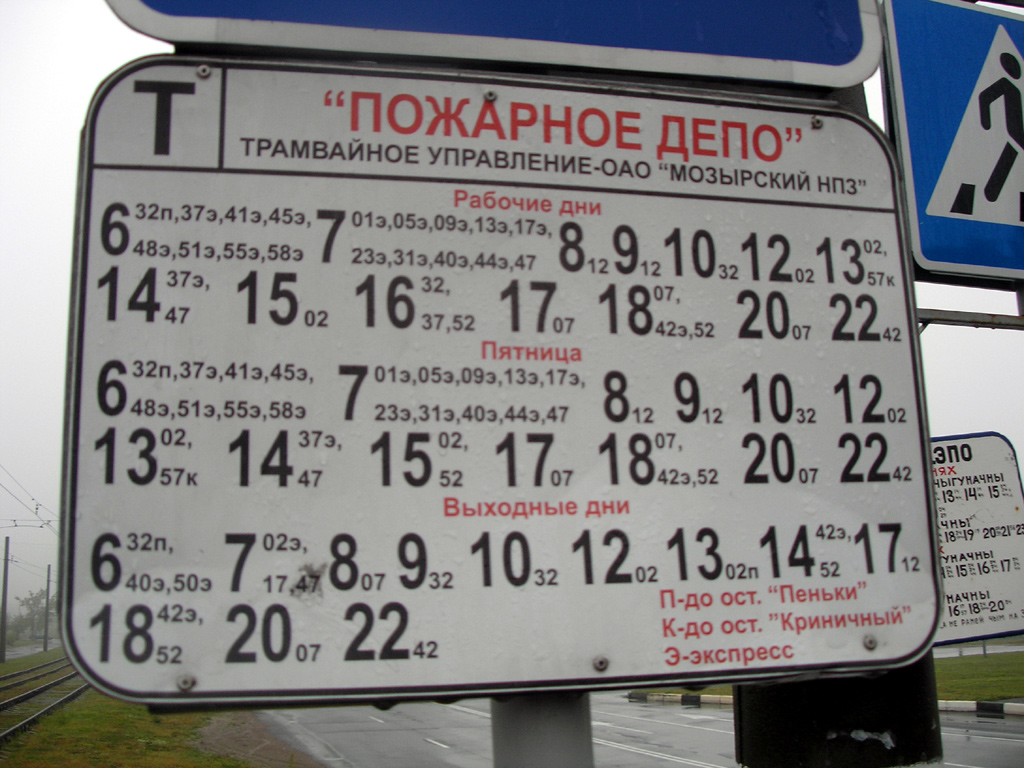 Т
“ПОЖАРНОЕ ДЕПО”
ТРАМВАЙНОЕ УПРАВЛЕНИЕ-ОАО “МОЗЫРСКИЙ НПЗ”
Рабочие дни
6 32п,37э,41э,45э, 48э,51э,55э,58э 7 01э,05э,09э,13э,17э, 23э,31э,40э,44э,47 8 12 9 12 10 32 12 02 13 02, 57к
14 37э, 47 15 02 16 32, 37,52 17 07 18 07, 42э,52 20 07 22 42
Пятница
6 32п,37э,41э,45э, 48э,51э,55э,58э 7 01э,05э,09э,13э,17э, 23э,31э,40э,44э,47 8 12 9 12 10 32 12 02
13 02, 57к 14 37э, 47 15 02, 52 17 07 18 07, 42э,52 20 07 22 42
Выходные дни
6 32п, 40э,50э 7 02э, 17,47 8 07 9 32 10 32 12 02 13 02п 14 42э, 52 17 12
18 42э, 52 20 07 22 42
П-до ост. "Пеньки"
К-до ост. "Криничный"
Э-экспресс